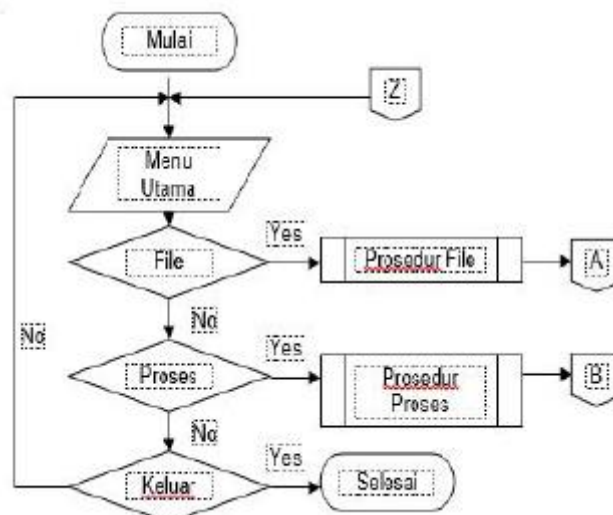 Mulai
Z
Menu
Utama
Yes
File
Prosedur File
A
No
No
Yes
Proses
Prosedur
Proses
B
No
Yes
Keluar
Selesai